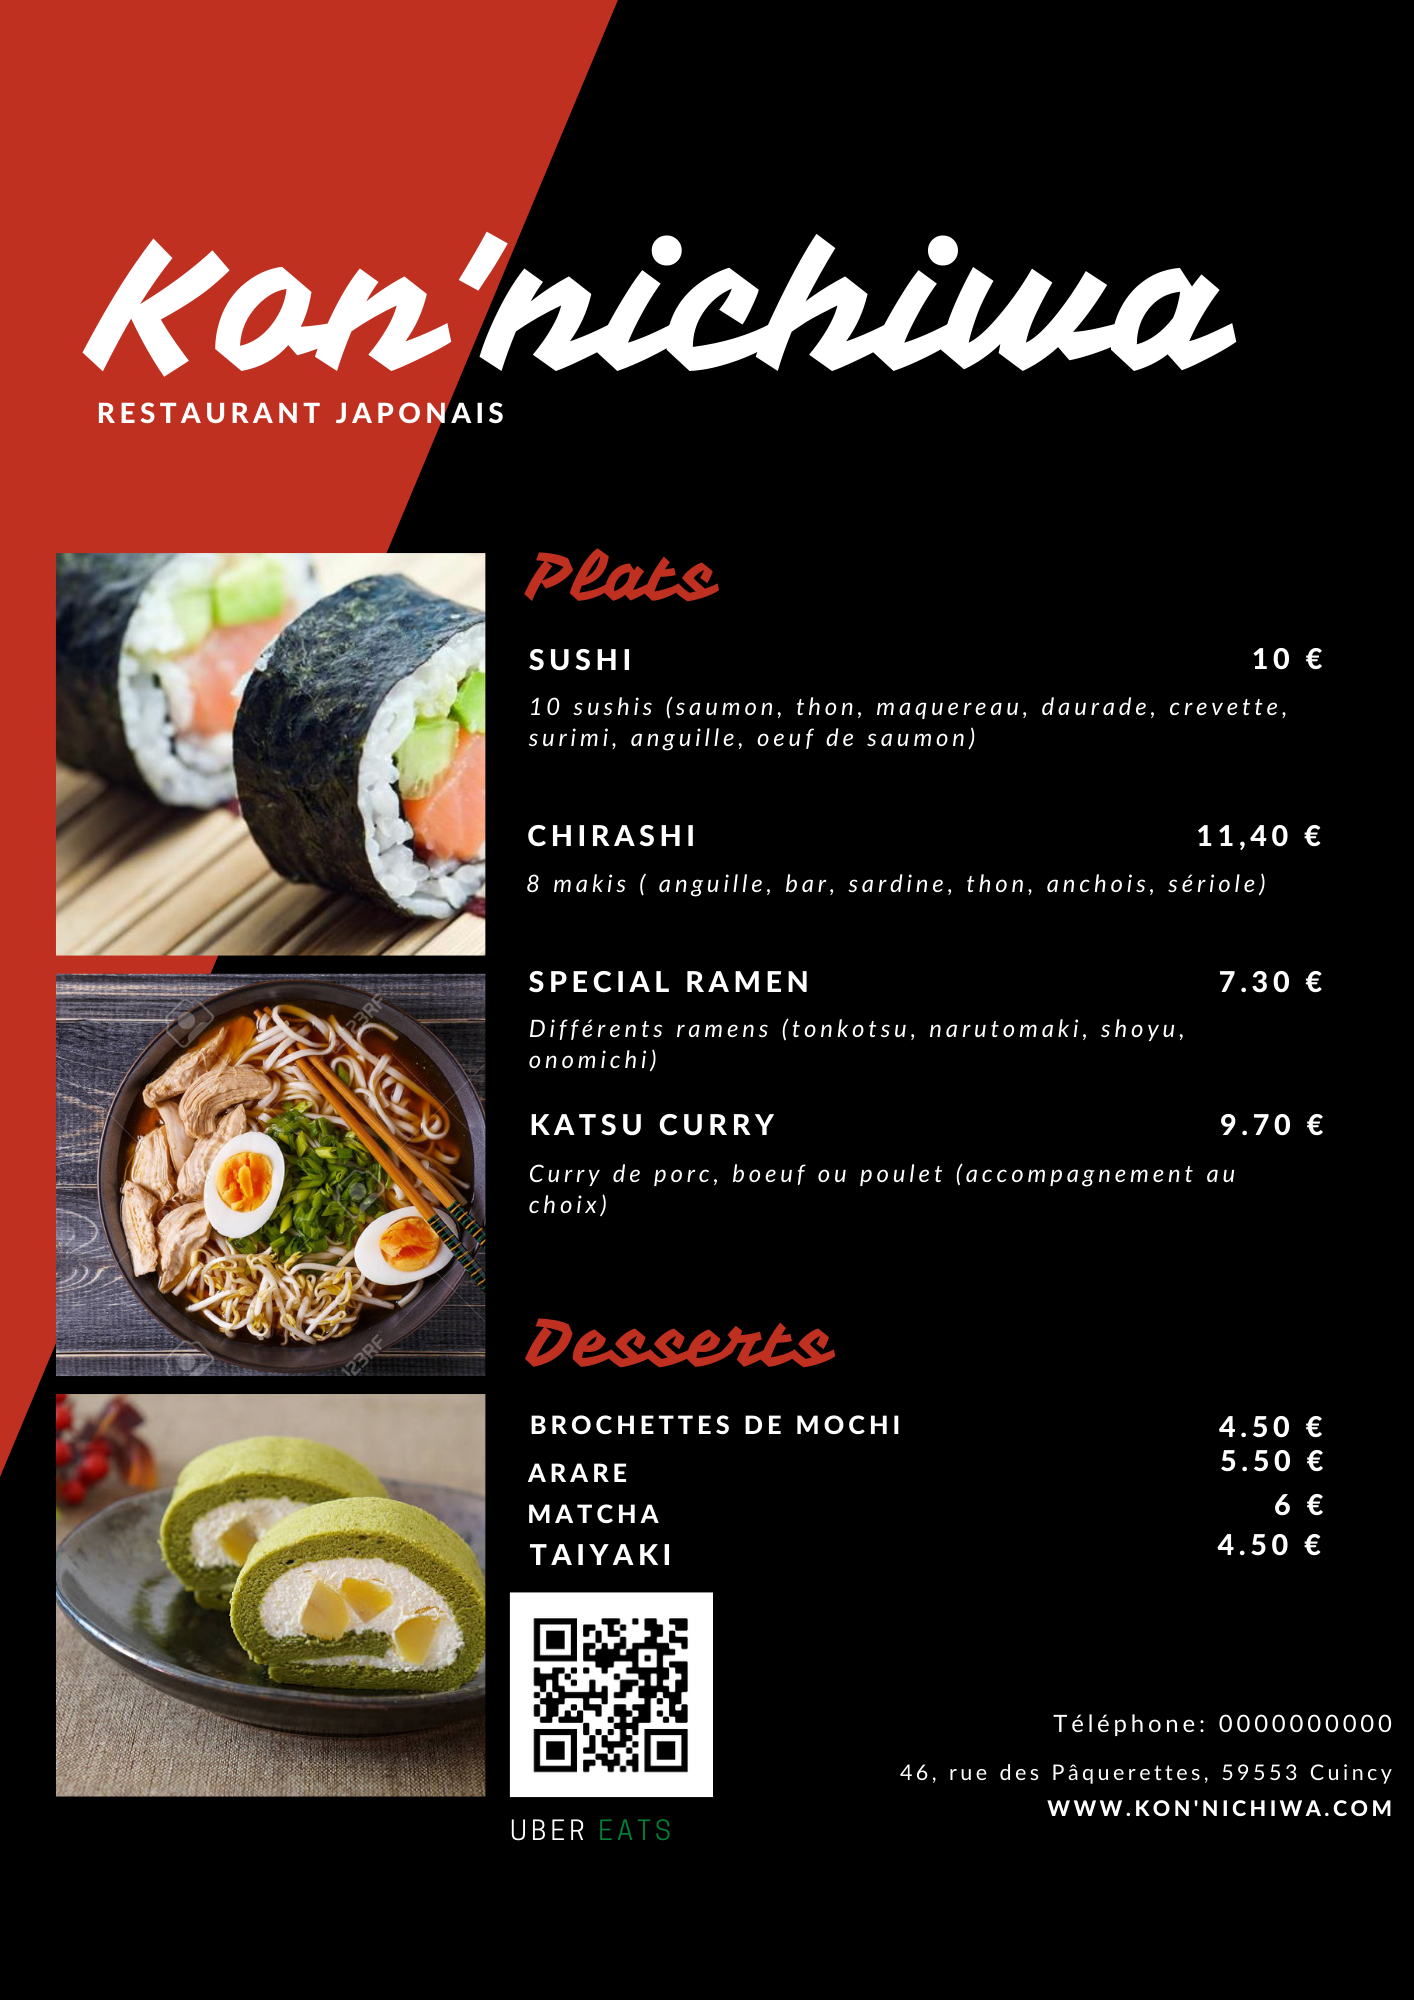 Kon'nichiwa
RESTAURANT JAPONAIS
Plats
SUSHI 10 €
10 sushis (saumon, thon, maquereau, daurade, crevette,
surimi, anguille, oeuf de saumon)
CHIRASHI 11,40 €
8 makis ( anguille, bar, sardine, thon, anchois, sériole)
SPECIAL RAMEN 7.30 €
Différents ramens (tonkotsu, narutomaki, shoyu,
onomichi)
KATSU CURRY 9.70 €
Curry de porc, boeuf ou poulet (accompagnement au
choix)
Desserts
BROCHETTES DE MOCHI 4.50 €
ARARE 5.50 €
MATCHA 6 €
TAIYAKI 4.50 €
UBER EATS
Téléphone: 0000000000
46, rue des Pâquerettes, 59553 Cuincy
WWW.KON'NICHIWA.COM
123RF
123RF